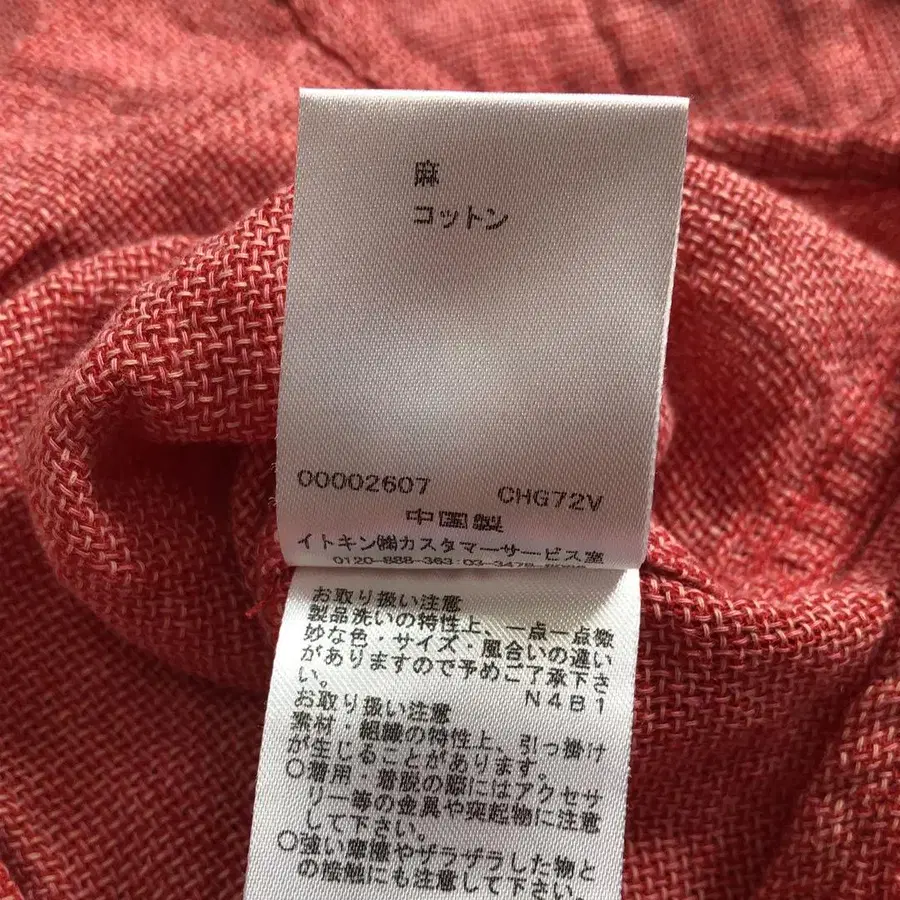 麻
コットン
00002607 CHG72V
中国製
イトキン㈱カスタマーサービス室
0120-888-363:03-3478-
お取り扱い注意
製品洗いの特性上、一点一点微
妙な色・サイズ・風合いの違い
がありますので予めご了承下さ
い。 N4B1
お取り扱い注意
素材・組織の特性上、引っ掛け
が生じることがあります。
○着用・着脱の際にはアクセサ
リー等の金具や突起物に注意
して下さい。
○強い摩擦やザラザラした物と
の接触にも注意して下さい。